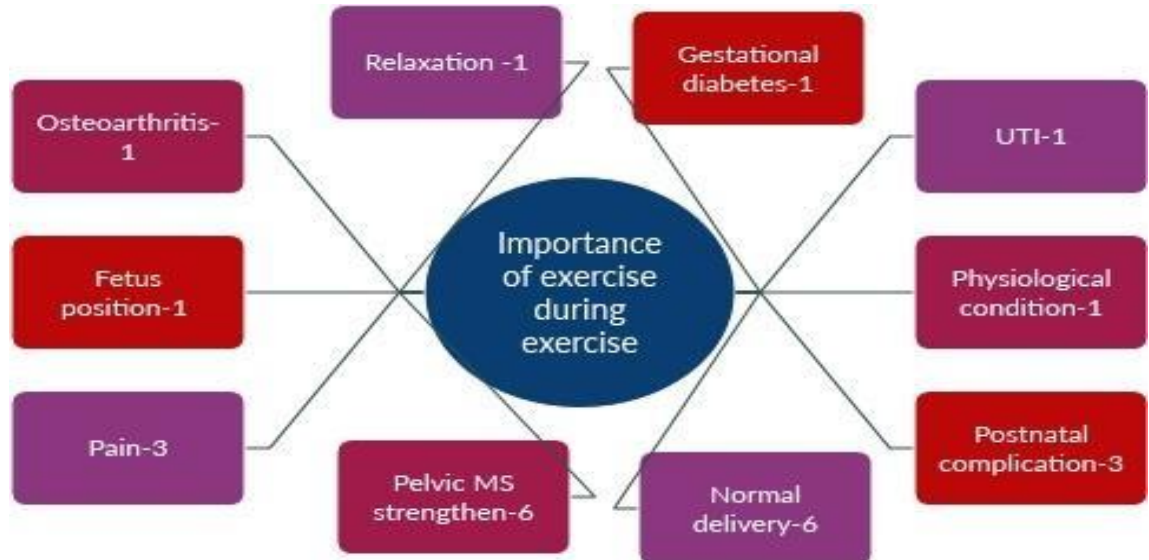 Relaxation -1
Gestational
diabetes-1
Osteoarthritis-
1
UTI-1
Importance
of exercise
during
exercise
Fetus
position-1
Physiological
condition-1
Pain-3
Postnatal
complication-3
Pelvic MS
strengthen-6
Normal
delivery-6